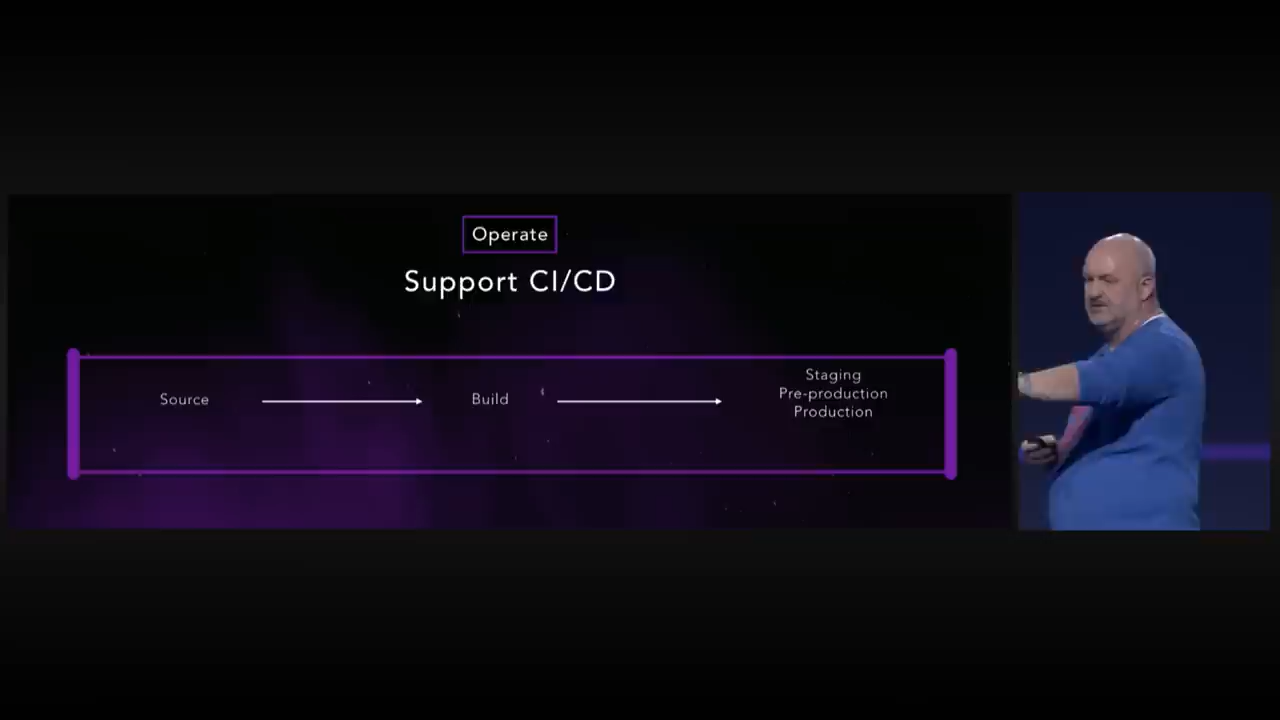 Operate
Support CI/CD
Source
Build
Staging
Pre-production
Production